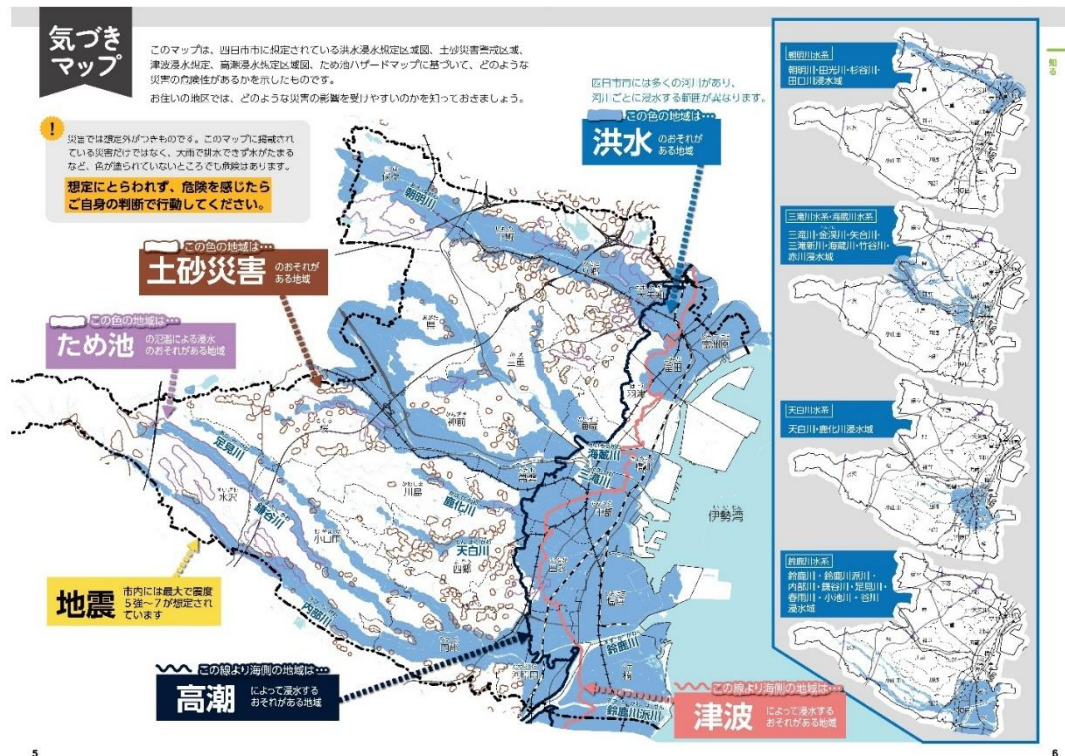 気づき
マップ
このマップは、四日市市に想定されている洪水浸水想定区域図、土砂災害警戒区域、
津波浸水想定、高潮浸水想定区域図、ため池ハザードマップに基づいて、どのような
災害の危険性があるかを示したものです。
お住いの地区では、どのような災害の影響を受けやすいのかを知っておきましょう。
!
災害では想定外がつきものです。このマップに掲載され
ている災害だけではなく、大雨で排水できず水がたまる
など、色が塗られていないところでも危険はあります。
想定にとらわれず、危険を感じたら
ご自身の判断で行動してください。
四日市市には多くの河川があり、
河川ごとに浸水する範囲が異なります。
この色の地域は…
洪水 のおそれが
ある地域
この色の地域は…
土砂災害 のおそれが
ある地域
この色の地域は…
ため池 の氾濫による浸水
のおそれがある地域
地震 市内には最大で震度
5強〜7が想定され
ています
この線より海側の地域は…
高潮 によって浸水する
おそれがある地域
この線より海側の地域は…
津波 によって浸水する
おそれがある地域
朝明川
県
三重
神前
羽津
桜
海蔵川
三滝川
足見川
水沢
鎌谷川
川島
鹿化川
小山田
天白川
四郷
内部川
鈴鹿川
鈴鹿川派川
伊勢湾
知る
朝明川水系
朝明川・田光川・杉谷川・
田口川浸水域
三滝川水系・海蔵川水系
三滝川・金渓川・矢合川・
三滝新川・海蔵川・竹谷川・
赤川浸水域
天白川水系
天白川・鹿化川浸水域
鈴鹿川水系
鈴鹿川・鈴鹿川派川・
内部川・鎌谷川・足見川・
春雨川・小池川・谷川
浸水域
5
6